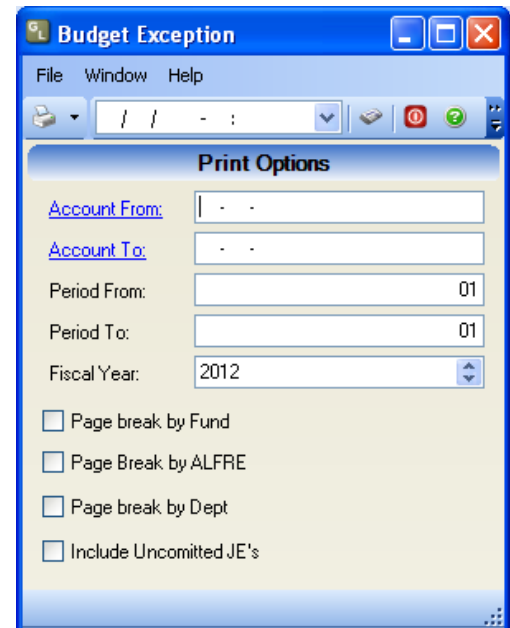 GL Budget Exception
File Window Help
/ / - :
Print Options
Account From: - -
Account To: - -
Period From: 01
Period To: 01
Fiscal Year: 2012
Page break by Fund
Page Break by ALFRE
Page break by Dept
Include Uncomitted JE's